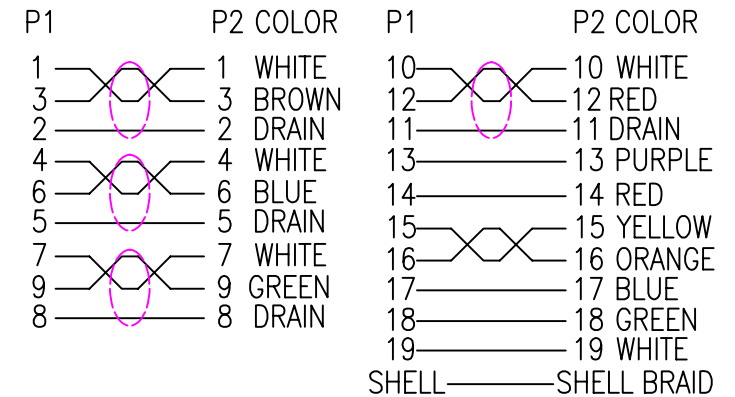 P1 P2 COLOR
1 1 WHITE
3 3 BROWN
2 2 DRAIN
4 4 WHITE
6 6 BLUE
5 5 DRAIN
7 7 WHITE
9 9 GREEN
8 8 DRAIN
P1 P2 COLOR
10 10 WHITE
12 12 RED
11 11 DRAIN
13 13 PURPLE
14 14 RED
15 15 YELLOW
16 16 ORANGE
17 17 BLUE
18 18 GREEN
19 19 WHITE
SHELL SHELL BRAID